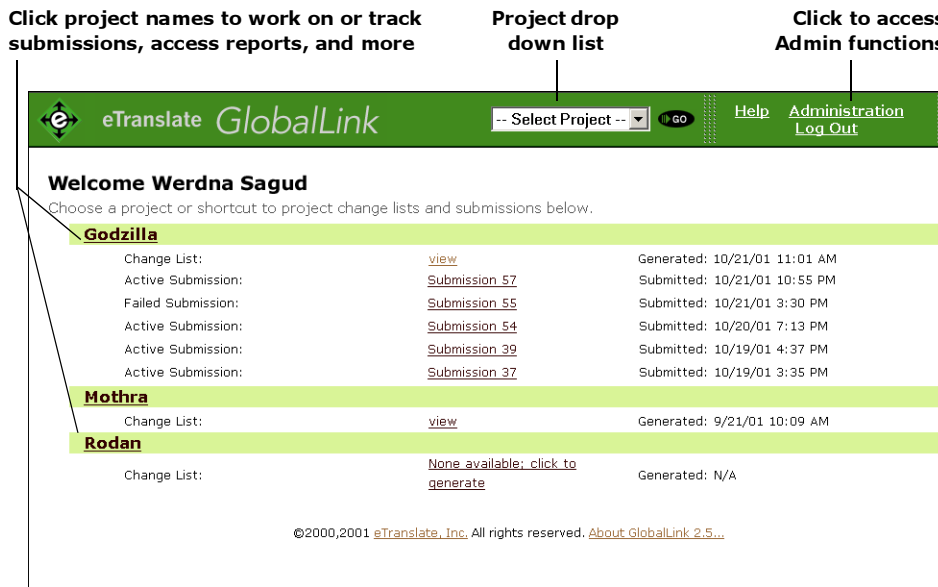 Click project names to work on or track
submissions, access reports, and more
Project drop
down list
Click to access
Admin functions
e eTranslate GlobalLink
-- Select Project --
GO
Help
Administration
Log Out
Welcome Werdna Sagud
Choose a project or shortcut to project change lists and submissions below.
Godzilla
Change List: view Generated: 10/21/01 11:01 AM
Active Submission: Submission 57 Submitted: 10/21/01 10:55 PM
Failed Submission: Submission 55 Submitted: 10/21/01 3:30 PM
Active Submission: Submission 54 Submitted: 10/20/01 7:13 PM
Active Submission: Submission 39 Submitted: 10/19/01 4:37 PM
Active Submission: Submission 37 Submitted: 10/19/01 3:35 PM
Mothra
Change List: view Generated: 9/21/01 10:09 AM
Rodan
Change List: None available; click to
generate Generated: N/A
©2000,2001 eTranslate, Inc. All rights reserved. About GlobalLink 2.5...